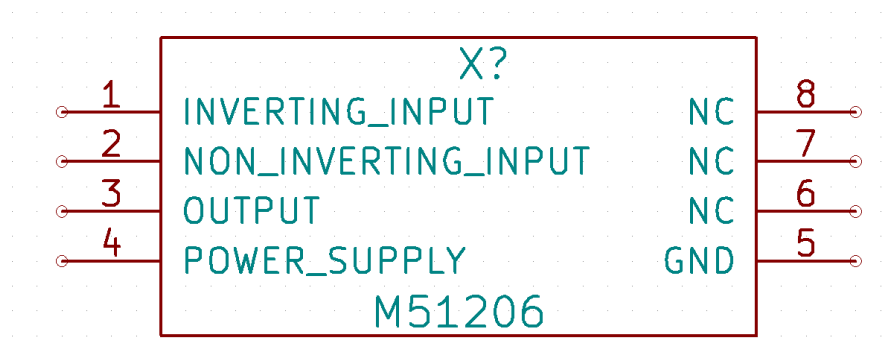 X?
1 INVERTING_INPUT NC 8
2 NON_INVERTING_INPUT NC 7
3 OUTPUT NC 6
4 POWER_SUPPLY GND 5
M51206